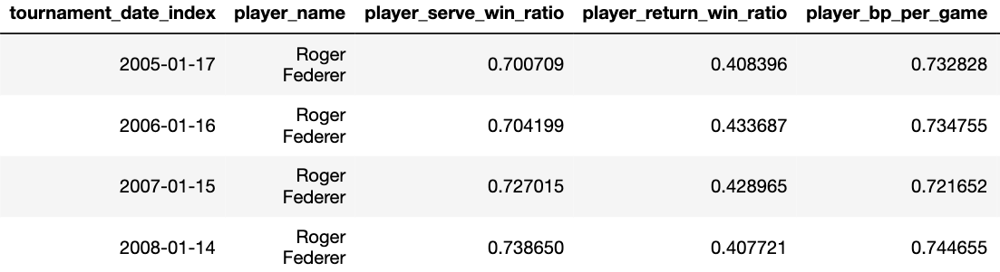 tournament_date_index player_name player_serve_win_ratio player_return_win_ratio player_bp_per_game
2005-01-17 Roger Federer 0.700709 0.408396 0.732828
2006-01-16 Roger Federer 0.704199 0.433687 0.734755
2007-01-15 Roger Federer 0.727015 0.428965 0.721652
2008-01-14 Roger Federer 0.738650 0.407721 0.744655